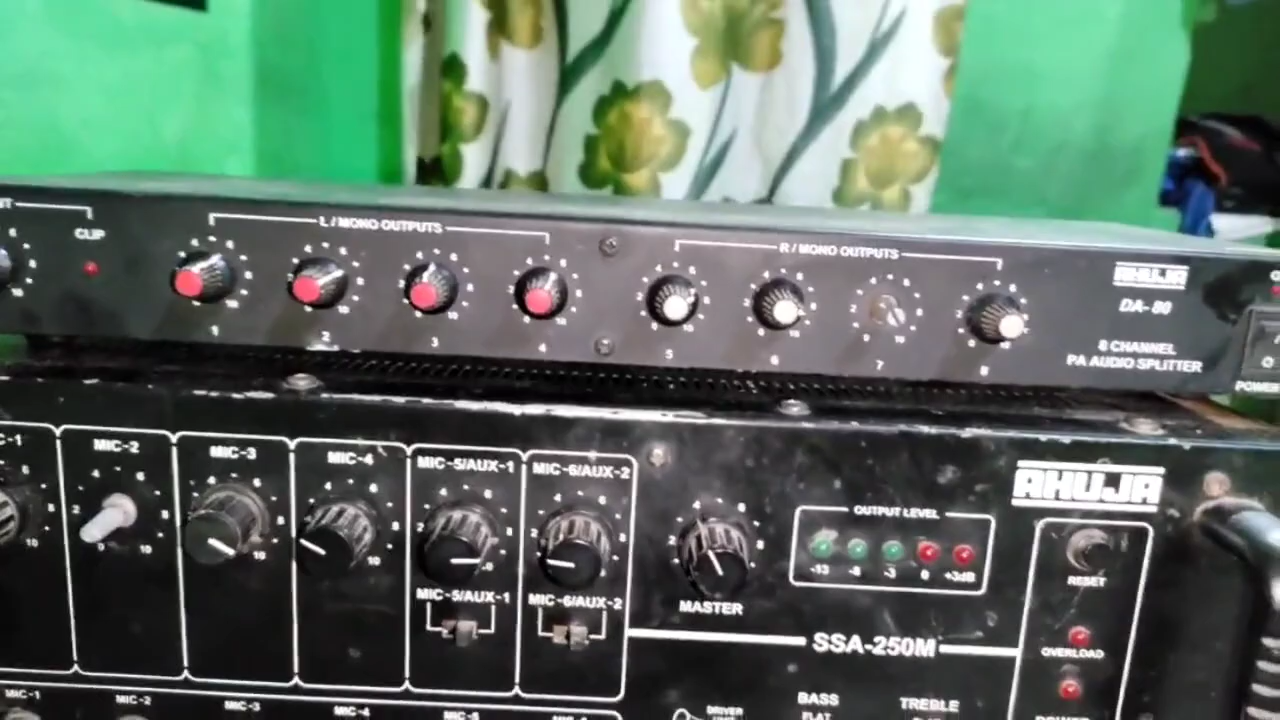 CLIP
L / MONO OUTPUTS
R / MONO OUTPUTS
1
2
3
4
5
6
7
8
AHUJA
DA-80
8 CHANNEL
PA AUDIO SPLITTER
POWER
MIC-2
MIC-3
MIC-4
MIC-5/AUX-1
MIC-6/AUX-2
MIC-5/AUX-1
MIC-6/AUX-2
MASTER
OUTPUT LEVEL
-13
-8
-3
0
+3dB
AHUJA
RESET
OVERLOAD
SSA-250M
MIC-1
MIC-2
MIC-3
MIC-4
BASS
FLAT
TREBLE
DRIVER